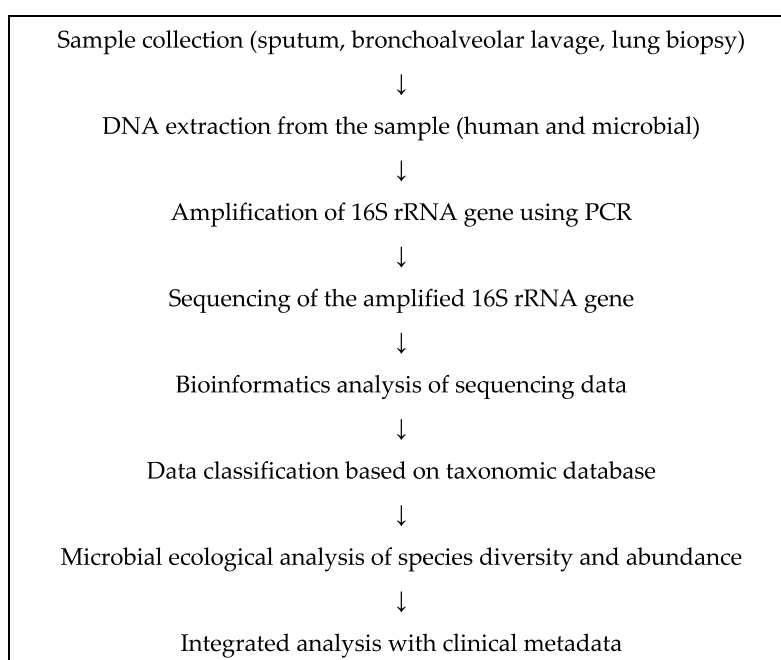 Sample collection (sputum, bronchoalveolar lavage, lung biopsy)
↓
DNA extraction from the sample (human and microbial)
↓
Amplification of 16S rRNA gene using PCR
↓
Sequencing of the amplified 16S rRNA gene
↓
Bioinformatics analysis of sequencing data
↓
Data classification based on taxonomic database
↓
Microbial ecological analysis of species diversity and abundance
↓
Integrated analysis with clinical metadata